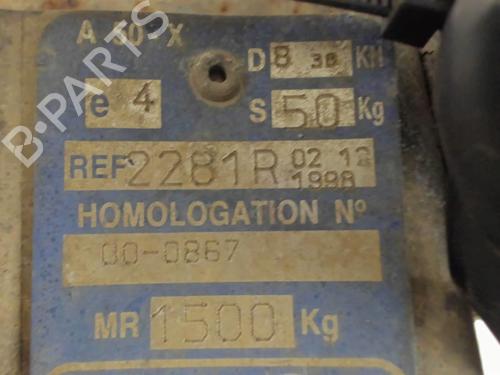 A 50-X
D 8 38 KN
e 4
S 50 Kg
REF 2281R 02 12 1998
HOMOLOGATION Nº
00-0867
MR 1500 Kg
B-PARTS